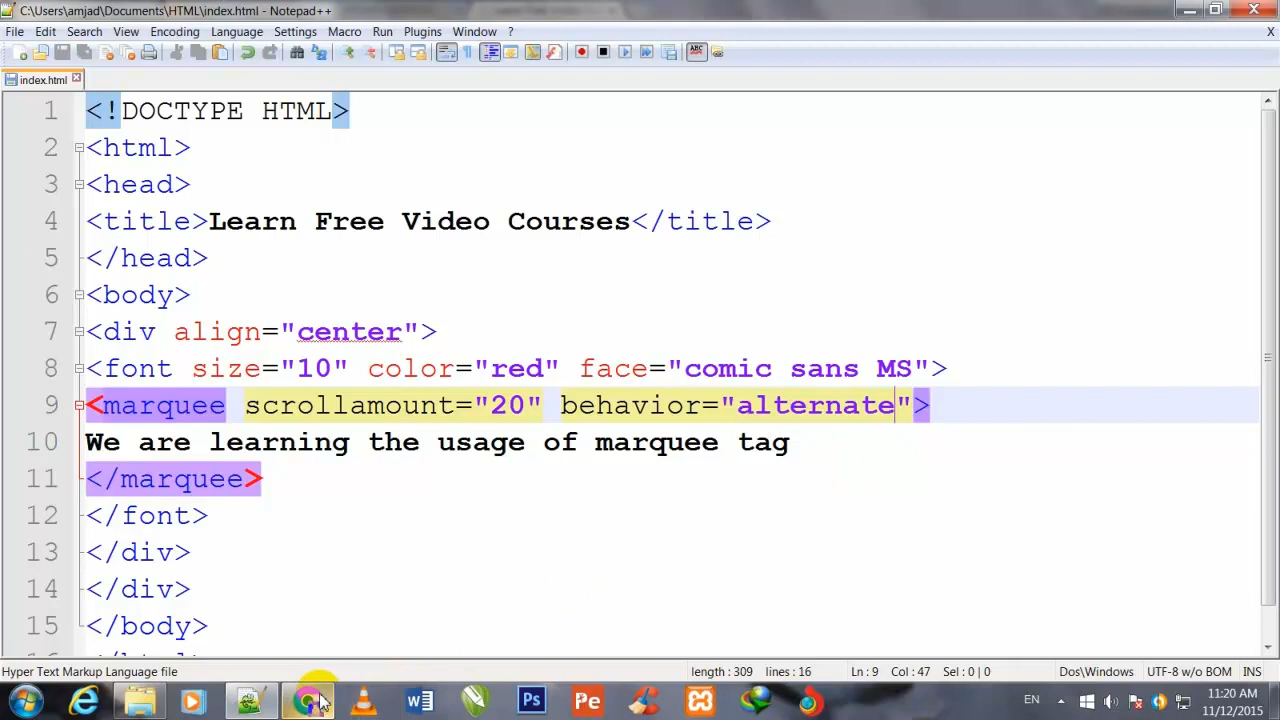 C:\Users\amjad\Documents\HTML\index.html - Notepad++
File Edit Search View Encoding Language Settings Macro Run Plugins Window ? X
ABC
index.html
1 <!DOCTYPE HTML>
2 <html>
3 <head>
4 <title>Learn Free Video Courses</title>
5 </head>
6 <body>
7 <div align="center">
8 <font size="10" color="red" face="comic sans MS">
9 <marquee scrollamount="20" behavior="alternate">
10 We are learning the usage of marquee tag
11 </marquee>
12 </font>
13 </div>
14 </div>
15 </body>
Hyper Text Markup Language file length : 309 lines : 16 Ln : 9 Col : 47 Sel : 0 | 0 Dos\Windows UTF-8 w/o BOM INS
Ps Pe EN 11:20 AM
11/12/2015